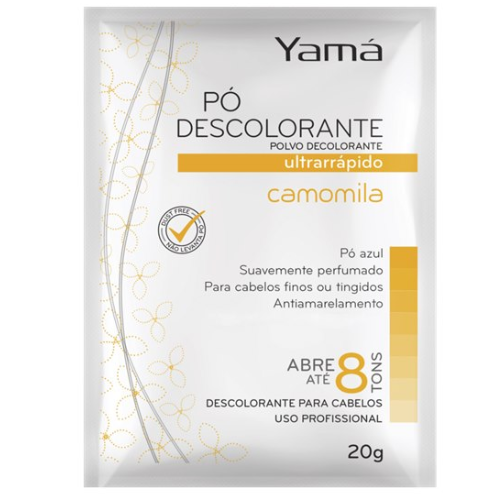 Yamá
PÓ
DESCOLORANTE
POLVO DECOLORANTE
ultrarrápido
camomila
DUST FREE
NÃO LEVANTA PÓ
Pó azul
Suavemente perfumado
Para cabelos finos ou tingidos
Antiamarelamento
ABRE
ATÉ
8
TONS
DESCOLORANTE PARA CABELOS
USO PROFISSIONAL
20g